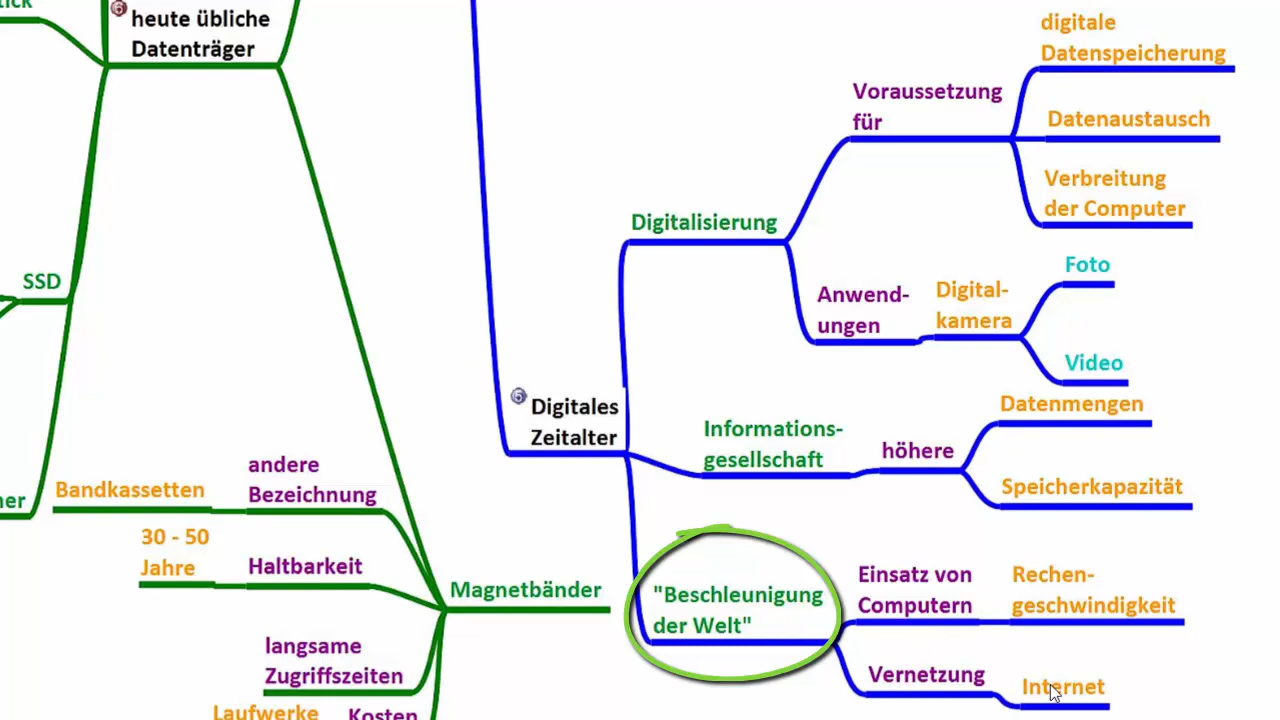 heute übliche
Datenträger
SSD
andere
Bezeichnung
Bandkassetten
30 - 50
Jahre
Haltbarkeit
Magnetbänder
langsame
Zugriffszeiten
Laufwerke
Kosten
Digitales
Zeitalter
Digitalisierung
Voraussetzung
für
digitale
Datenspeicherung
Datenaustausch
Verbreitung
der Computer
Anwend-
ungen
Digital-
kamera
Foto
Video
Informations-
gesellschaft
höhere
Datenmengen
Speicherkapazität
"Beschleunigung
der Welt"
Einsatz von
Computern
Rechen-
geschwindigkeit
Vernetzung
Internet